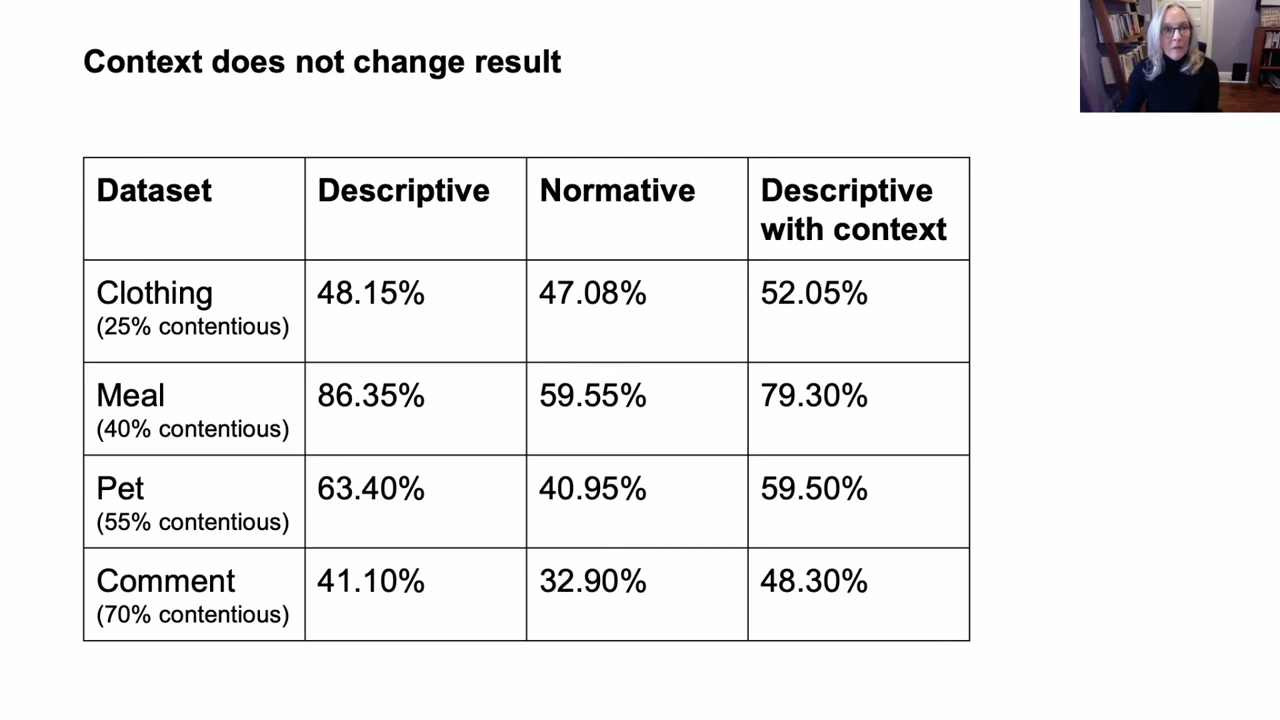 Context does not change result
Dataset Descriptive Normative Descriptive
with context
Clothing 48.15% 47.08% 52.05%
(25% contentious)
Meal 86.35% 59.55% 79.30%
(40% contentious)
Pet 63.40% 40.95% 59.50%
(55% contentious)
Comment 41.10% 32.90% 48.30%
(70% contentious)